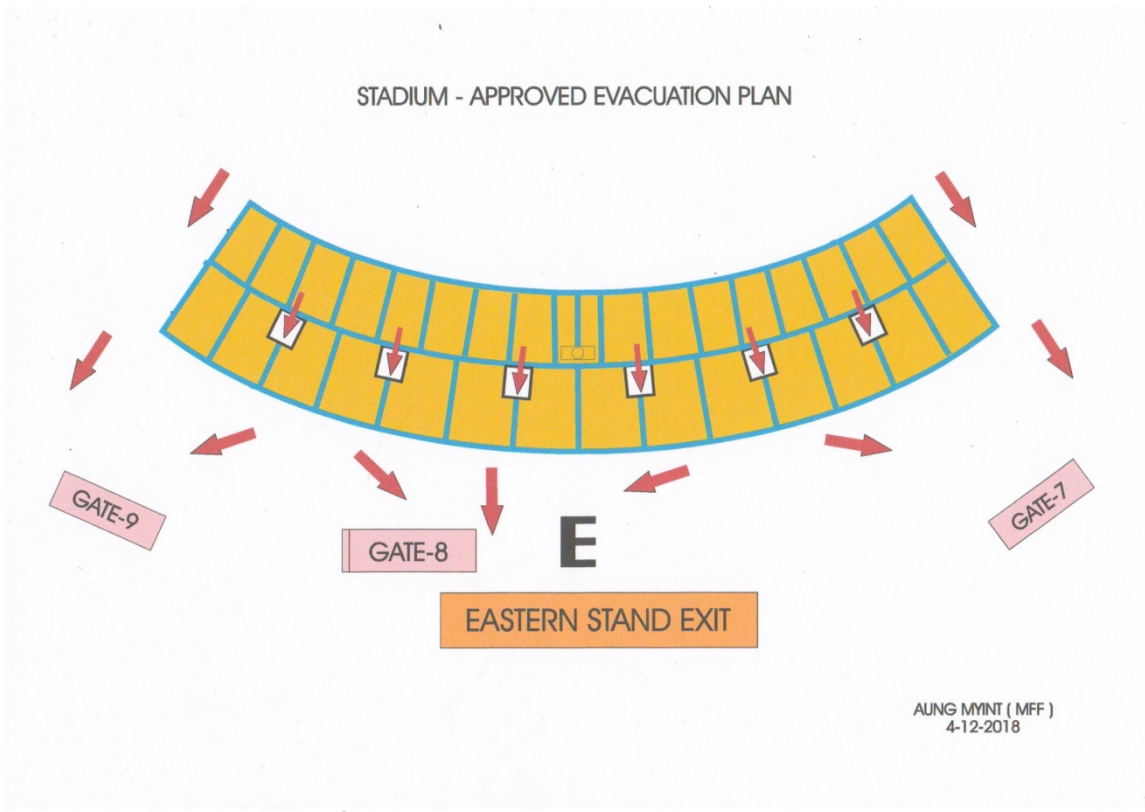 STADIUM - APPROVED EVACUATION PLAN
GATE-9
GATE-8
E
GATE-7
EASTERN STAND EXIT
AUNG MYINT ( MFF )
4-12-2018